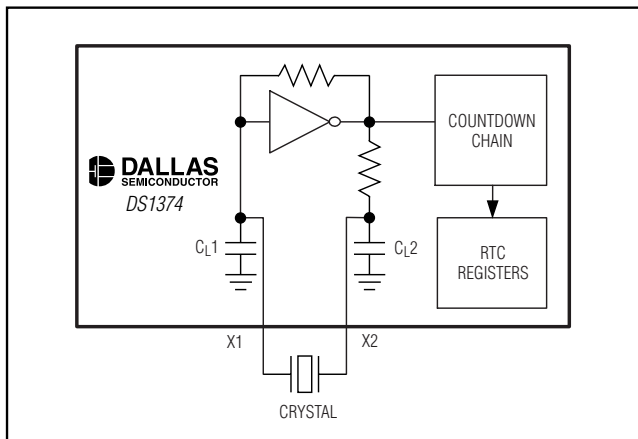 COUNTDOWN
CHAIN
DALLAS
SEMICONDUCTOR
DS1374
CL1
CL2
RTC
REGISTERS
X1
X2
CRYSTAL